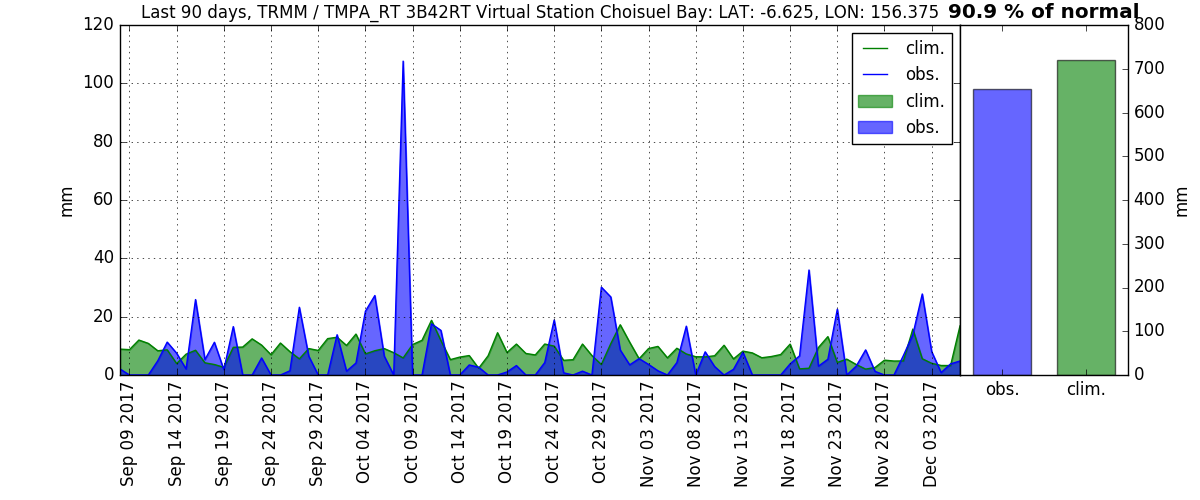 Last 90 days, TRMM / TMPA_RT 3B42RT Virtual Station Choisuel Bay: LAT: -6.625, LON: 156.375 90.9 % of normal
clim.
obs.
clim.
obs.
mm
120
100
80
60
40
20
0
Sep 09 2017
Sep 14 2017
Sep 19 2017
Sep 24 2017
Sep 29 2017
Oct 04 2017
Oct 09 2017
Oct 14 2017
Oct 19 2017
Oct 24 2017
Oct 29 2017
Nov 03 2017
Nov 08 2017
Nov 13 2017
Nov 18 2017
Nov 23 2017
Nov 28 2017
Dec 03 2017
800
700
600
500
400
300
200
100
0
mm
obs. clim.